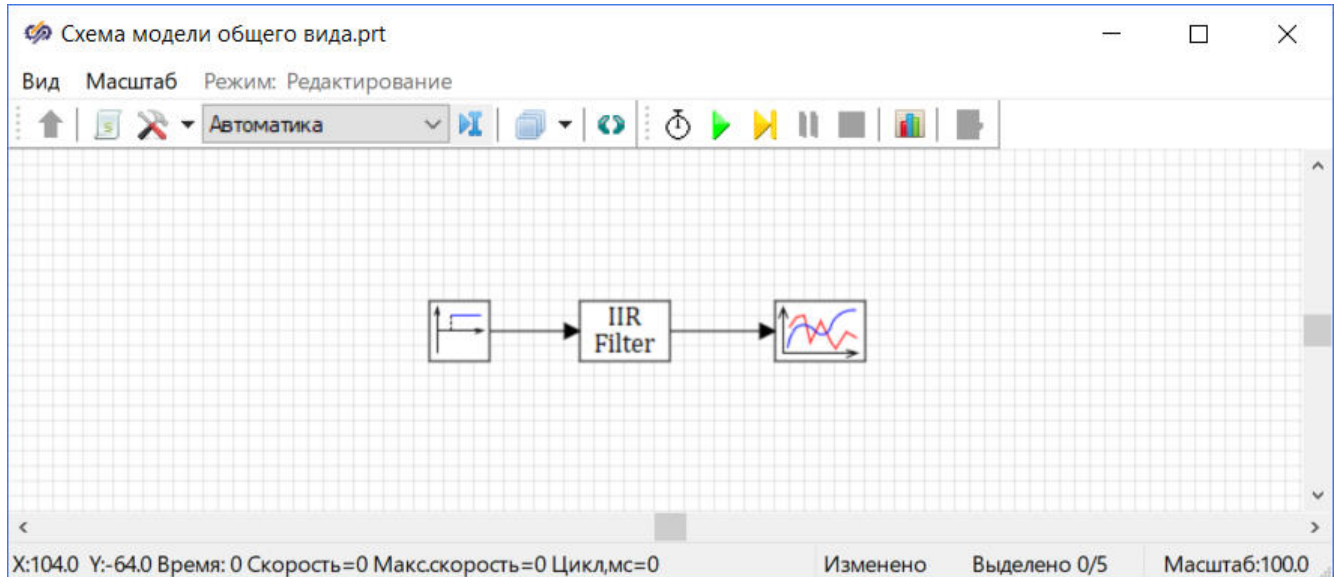 Схема модели общего вида.prt
Вид Масштаб Режим: Редактирование
Автоматика
IIR
Filter
X:104.0 Y:-64.0 Время: 0 Скорость=0 Макс.скорость=0 Цикл,мс=0 Изменено Выделено 0/5 Масштаб:100.0